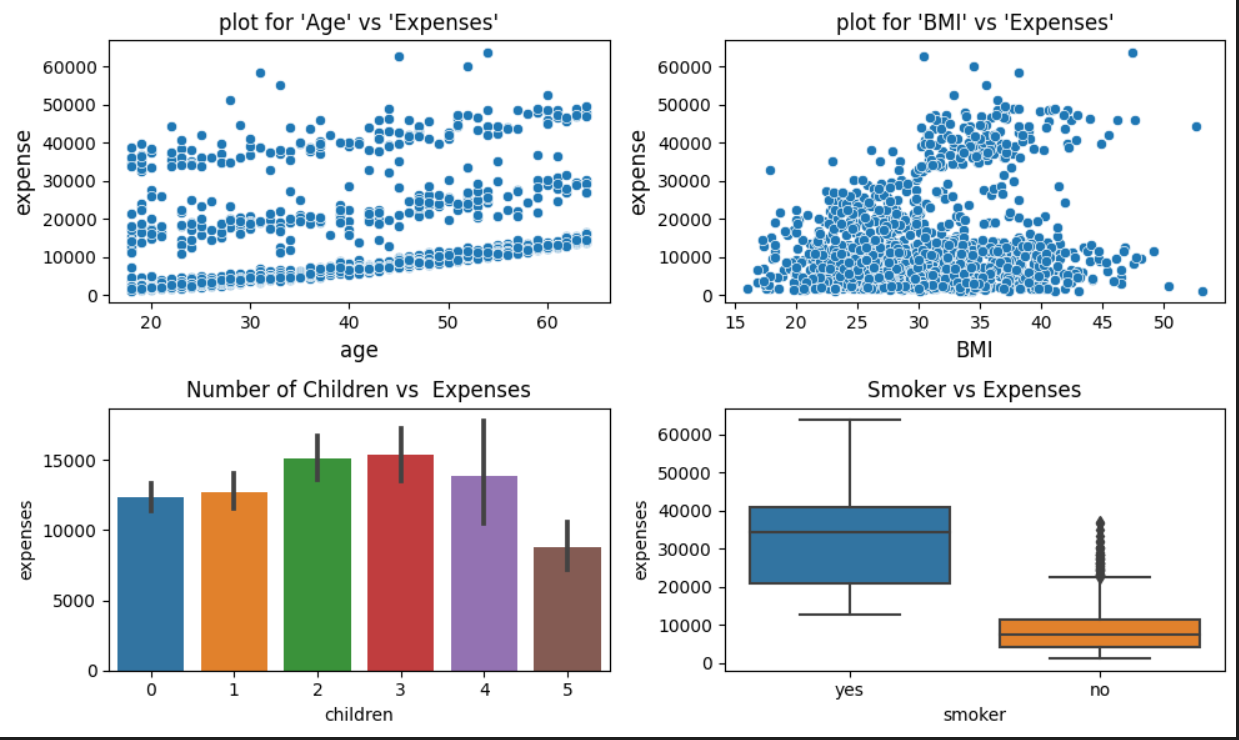 plot for 'Age' vs 'Expenses'
60000
50000
40000
30000
20000
10000
0
expense
20 30 40 50 60
age
plot for 'BMI' vs 'Expenses'
60000
50000
40000
30000
20000
10000
0
expense
15 20 25 30 35 40 45 50
BMI
Number of Children vs  Expenses
15000
10000
5000
0
expenses
0 1 2 3 4 5
children
Smoker vs Expenses
60000
50000
40000
30000
20000
10000
0
expenses
yes no
smoker